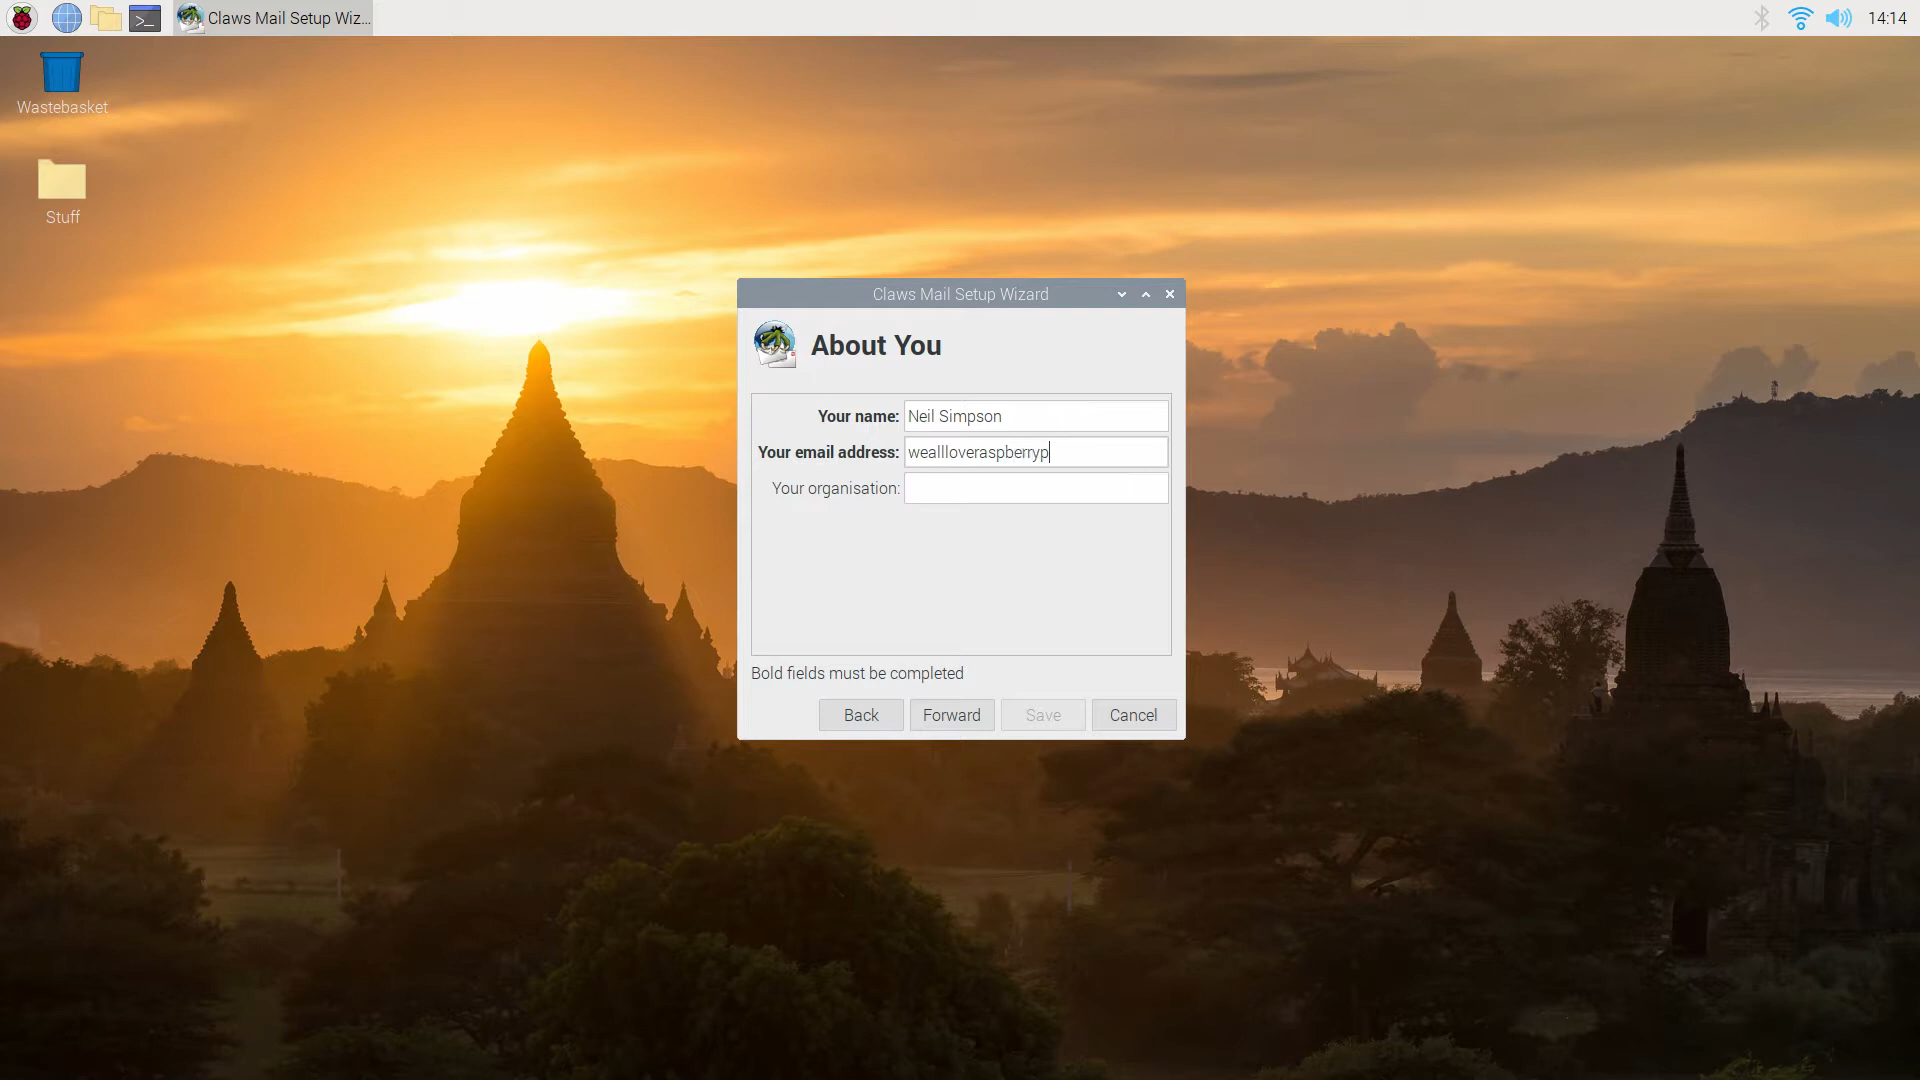 Claws Mail Setup Wiz...
14:14
Wastebasket
Stuff
Claws Mail Setup Wizard
About You
Your name: Neil Simpson
Your email address: weallloveraspberryp
Your organisation:
Bold fields must be completed
Back Forward Save Cancel